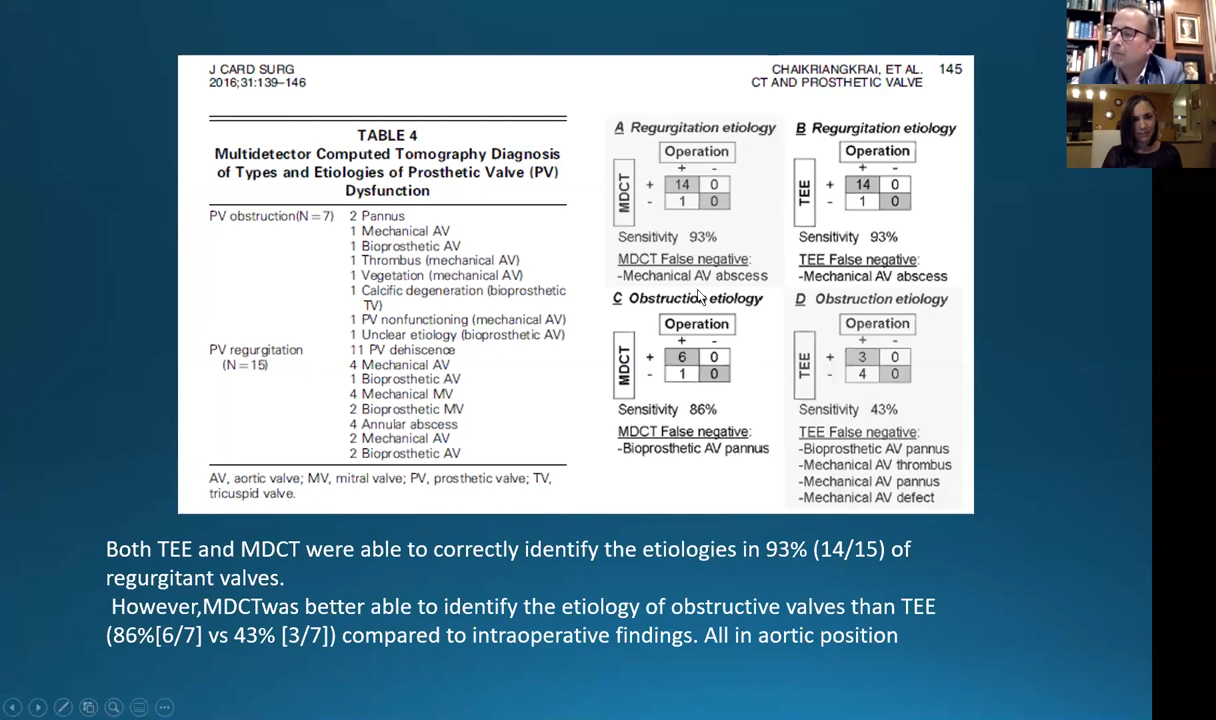 J CARD SURG
2016;31:139–146
CHAIKRIANGKRAI, ET AL. 145
CT AND PROSTHETIC VALVE
TABLE 4
Multidetector Computed Tomography Diagnosis
of Types and Etiologies of Prosthetic Valve (PV)
Dysfunction
PV obstruction(N = 7) 2 Pannus
1 Mechanical AV
1 Bioprosthetic AV
1 Thrombus (mechanical AV)
1 Vegetation (mechanical AV)
1 Calcific degeneration (bioprosthetic
TV)
1 PV nonfunctioning (mechanical AV)
1 Unclear etiology (bioprosthetic AV)
PV regurgitation 11 PV dehiscence
(N = 15) 4 Mechanical AV
1 Bioprosthetic AV
4 Mechanical MV
2 Bioprosthetic MV
4 Annular abscess
2 Mechanical AV
2 Bioprosthetic AV
AV, aortic valve; MV, mitral valve; PV, prosthetic valve; TV,
tricuspid valve.
A Regurgitation etiology
Operation
+ -
MDCT
+ 14 0
- 1 0
Sensitivity 93%
MDCT False negative:
-Mechanical AV abscess
B Regurgitation etiology
Operation
+ -
TEE
+ 14 0
- 1 0
Sensitivity 93%
TEE False negative:
-Mechanical AV abscess
C Obstruction etiology
Operation
+ -
MDCT
+ 6 0
- 1 0
Sensitivity 86%
MDCT False negative:
-Bioprosthetic AV pannus
D Obstruction etiology
Operation
+ -
TEE
+ 3 0
- 4 0
Sensitivity 43%
TEE False negative:
-Bioprosthetic AV pannus
-Mechanical AV thrombus
-Mechanical AV pannus
-Mechanical AV defect
Both TEE and MDCT were able to correctly identify the etiologies in 93% (14/15) of
regurgitant valves.
However,MDCTwas better able to identify the etiology of obstructive valves than TEE
(86%[6/7] vs 43% [3/7]) compared to intraoperative findings. All in aortic position